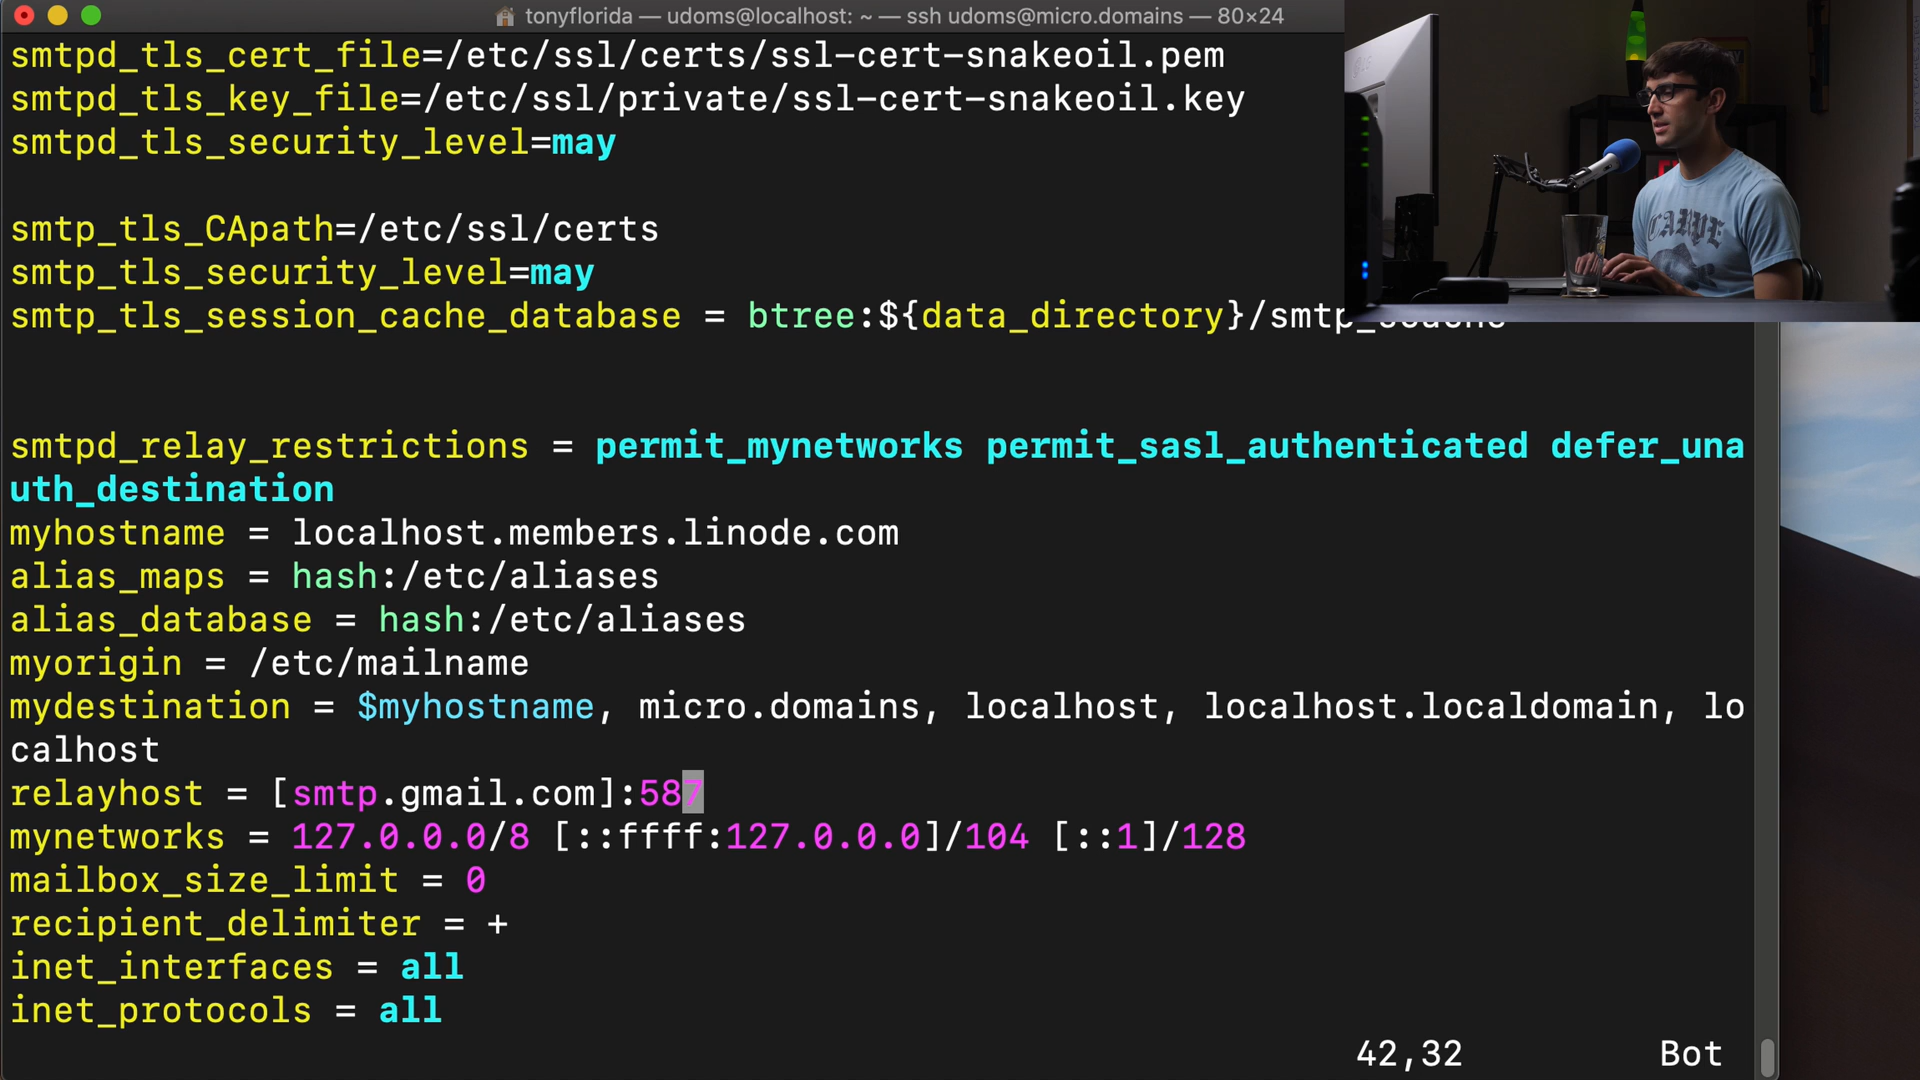 tonyflorida — udoms@localhost: ~ — ssh udoms@micro.domains — 80×24
smtpd_tls_cert_file=/etc/ssl/certs/ssl-cert-snakeoil.pem
smtpd_tls_key_file=/etc/ssl/private/ssl-cert-snakeoil.key
smtpd_tls_security_level=may
CARPE
smtp_tls_CApath=/etc/ssl/certs
smtp_tls_security_level=may
smtp_tls_session_cache_database = btree:${data_directory}/smtp_scache
smtpd_relay_restrictions = permit_mynetworks permit_sasl_authenticated defer_una
uth_destination
myhostname = localhost.members.linode.com
alias_maps = hash:/etc/aliases
alias_database = hash:/etc/aliases
myorigin = /etc/mailname
mydestination = $myhostname, micro.domains, localhost, localhost.localdomain, lo
calhost
relayhost = [smtp.gmail.com]:587
mynetworks = 127.0.0.0/8 [::ffff:127.0.0.0]/104 [::1]/128
mailbox_size_limit = 0
recipient_delimiter = +
inet_interfaces = all
inet_protocols = all
42,32 Bot